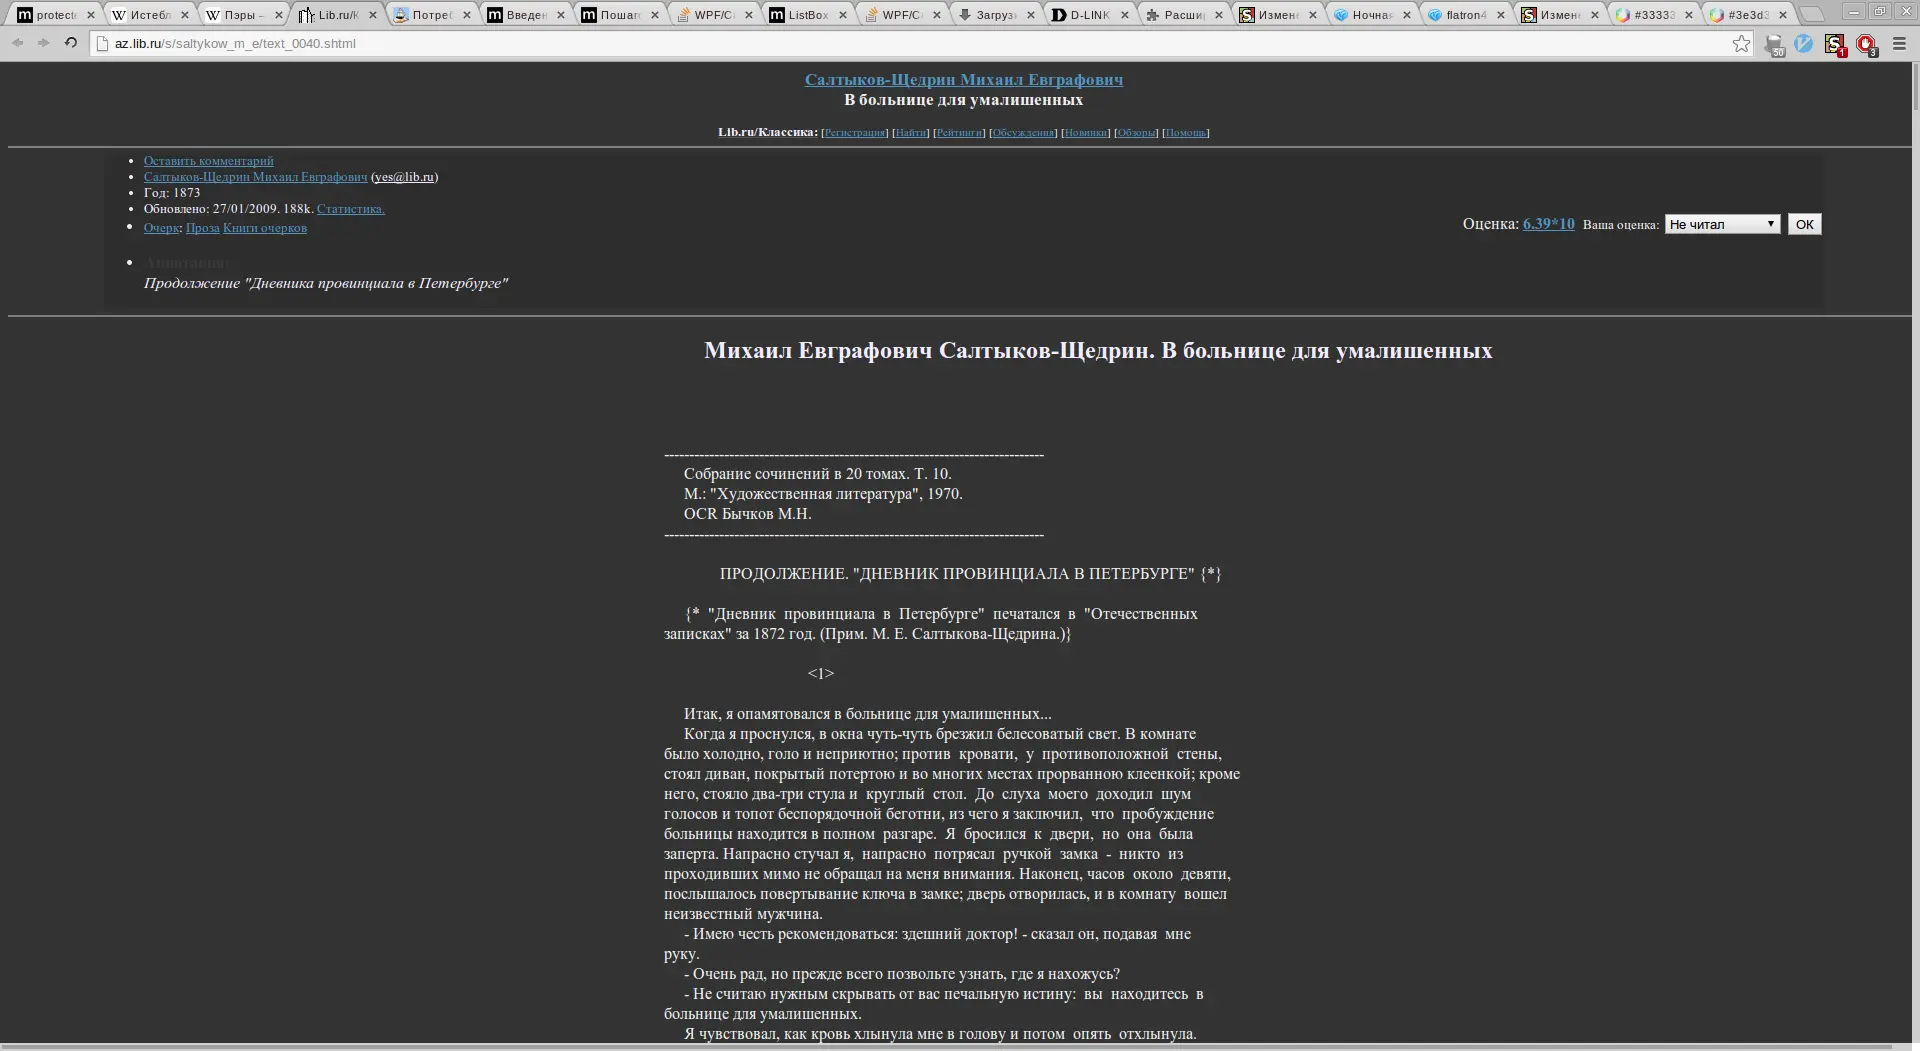 protect
Истебл
Пэры –
Lib.ru/К
Потреб
Введен
Пошаго
WPF/C
ListBox
WPF/C
Загруз
D-LINK
Расши
Измене
Ночная
flatron4
Измене
#33333
#3e3d3
az.lib.ru/s/saltykow_m_e/text_0040.shtml
50
1
3
Салтыков-Щедрин Михаил Евграфович
В больнице для умалишенных
Lib.ru/Классика: [Регистрация] [Найти] [Рейтинги] [Обсуждения] [Новинки] [Обзоры] [Помощь]
Оставить комментарий
Салтыков-Щедрин Михаил Евграфович (yes@lib.ru)
Год: 1873
Обновлено: 27/01/2009. 188k. Статистика.
Очерк: Проза Книги очерков
Оценка: 6.39*10 Ваша оценка: Не читал ОК
Аннотация:
Продолжение "Дневника провинциала в Петербурге"
Михаил Евграфович Салтыков-Щедрин. В больнице для умалишенных
----------------------------------------------------------------------------
Собрание сочинений в 20 томах. Т. 10.
М.: "Художественная литература", 1970.
OCR Бычков М.Н.
----------------------------------------------------------------------------
ПРОДОЛЖЕНИЕ. "ДНЕВНИК ПРОВИНЦИАЛА В ПЕТЕРБУРГЕ" {*}
{* "Дневник провинциала в Петербурге" печатался в "Отечественных
записках" за 1872 год. (Прим. М. Е. Салтыкова-Щедрина.)}
<1>
Итак, я опамятовался в больнице для умалишенных...
Когда я проснулся, в окна чуть-чуть брезжил белесоватый свет. В комнате
было холодно, голо и неприютно; против кровати, у противоположной стены,
стоял диван, покрытый потертою и во многих местах прорванною клеенкой; кроме
него, стояло два-три стула и круглый стол. До слуха моего доходил шум
голосов и топот беспорядочной беготни, из чего я заключил, что пробуждение
больницы находится в полном разгаре. Я бросился к двери, но она была
заперта. Напрасно стучал я, напрасно потрясал ручкой замка - никто из
проходивших мимо не обращал на меня внимания. Наконец, часов около девяти,
послышалось повертывание ключа в замке; дверь отворилась, и в комнату вошел
неизвестный мужчина.
- Имею честь рекомендоваться: здешний доктор! - сказал он, подавая мне
руку.
- Очень рад, но прежде всего позвольте узнать, где я нахожусь?
- Не считаю нужным скрывать от вас печальную истину: вы находитесь в
больнице для умалишенных.
Я чувствовал, как кровь хлынула мне в голову и потом опять отхлынула.